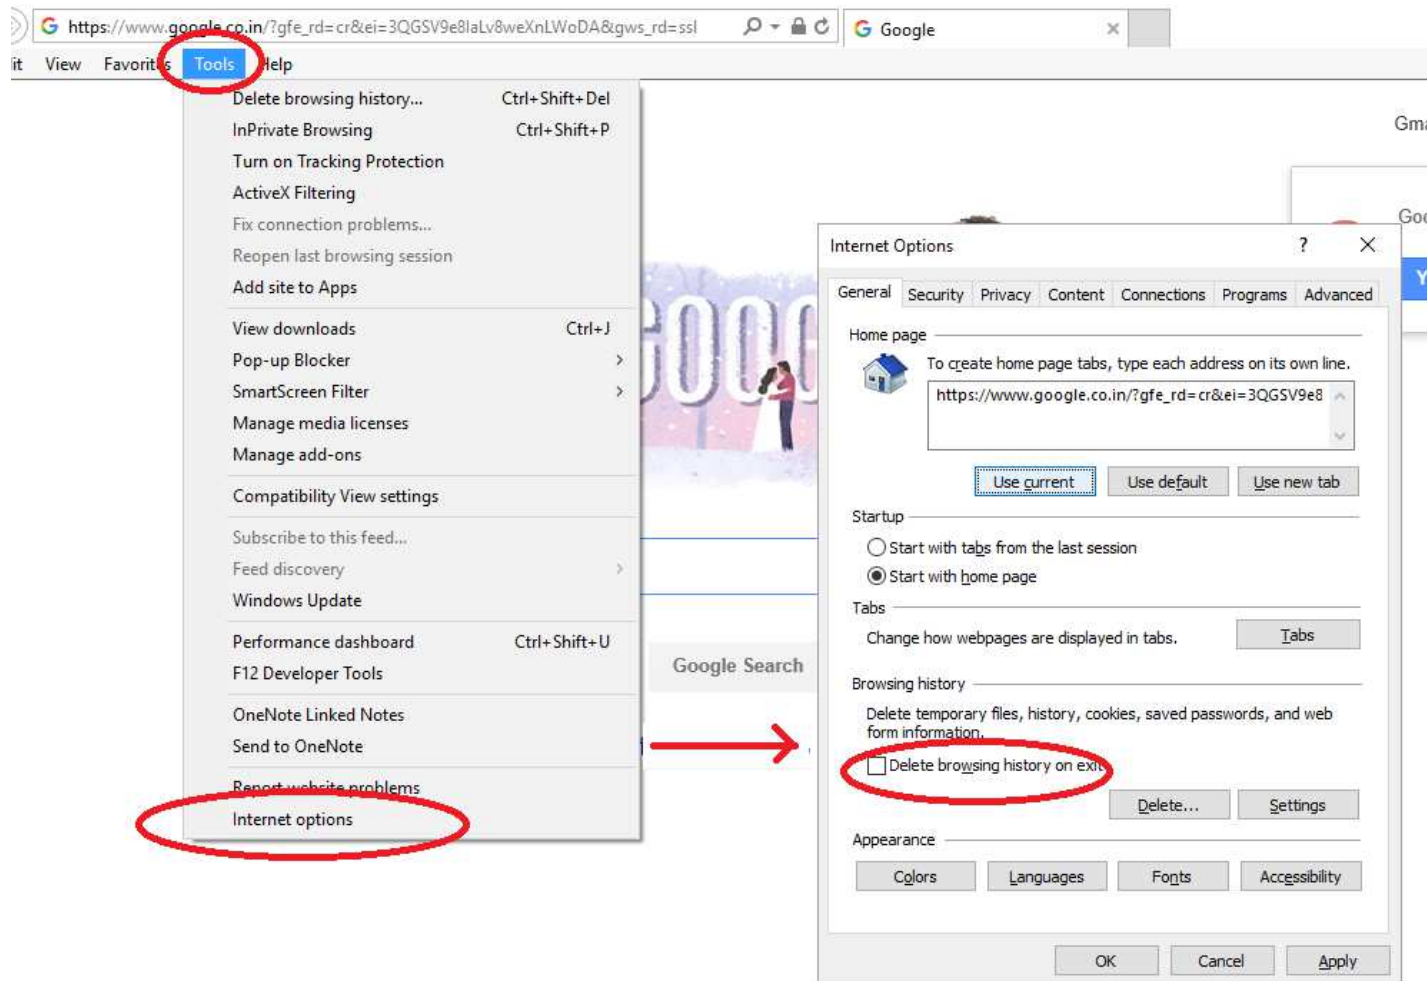 https://www.google.co.in/?gfe_rd=cr&ei=3QGSV9e8IaLv8weXnLWoDA&gws_rd=ssl
Google
it View Favorites Tools Help
Delete browsing history... Ctrl+Shift+Del
InPrivate Browsing Ctrl+Shift+P
Turn on Tracking Protection
ActiveX Filtering
Fix connection problems...
Reopen last browsing session
Add site to Apps
View downloads Ctrl+J
Pop-up Blocker
SmartScreen Filter
Manage media licenses
Manage add-ons
Compatibility View settings
Subscribe to this feed...
Feed discovery
Windows Update
Performance dashboard Ctrl+Shift+U
F12 Developer Tools
OneNote Linked Notes
Send to OneNote
Report website problems
Internet options
Gma
Goo
Y
GOOG
Google Search
Internet Options ?
General Security Privacy Content Connections Programs Advanced
Home page
To create home page tabs, type each address on its own line.
https://www.google.co.in/?gfe_rd=cr&ei=3QGSV9e8
Use current Use default Use new tab
Startup
Start with tabs from the last session
Start with home page
Tabs
Change how webpages are displayed in tabs. Tabs
Browsing history
Delete temporary files, history, cookies, saved passwords, and web
form information.
Delete browsing history on exit
Delete... Settings
Appearance
Colors Languages Fonts Accessibility
OK Cancel Apply